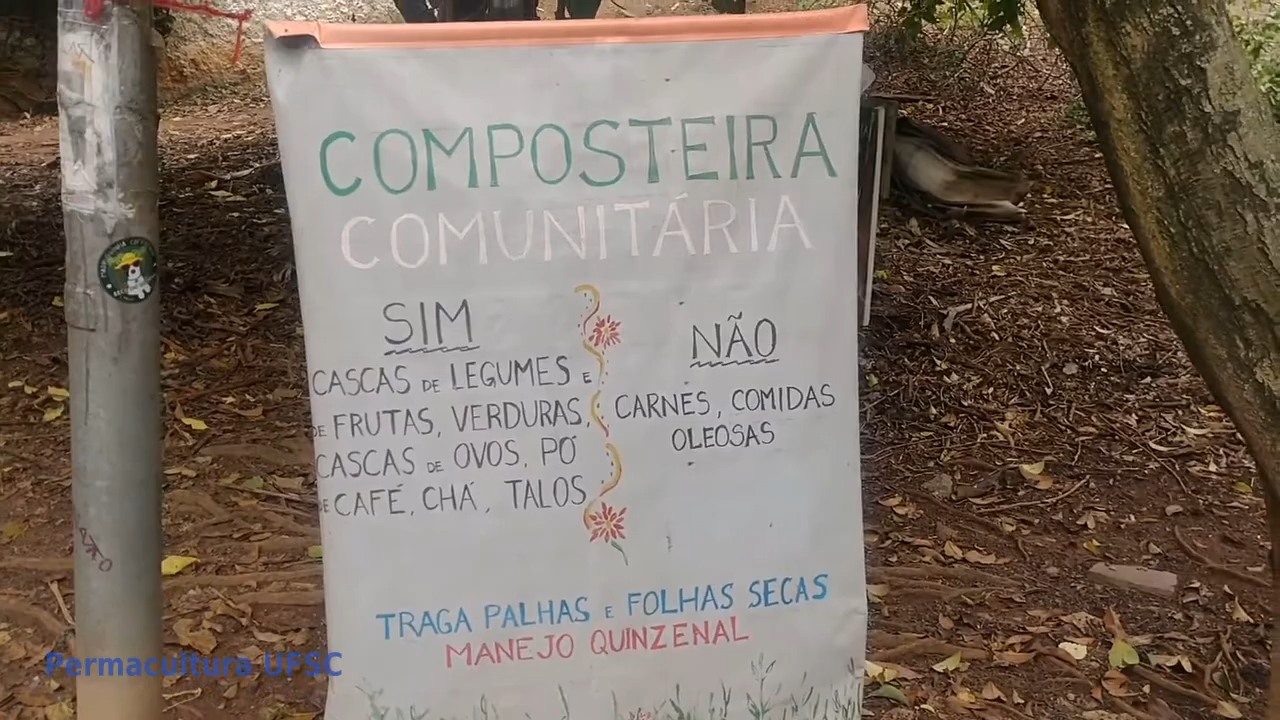 COMPOSTEIRA
COMUNITÁRIA
SIM
CASCAS DE LEGUMES E
DE FRUTAS, VERDURAS,
CASCAS DE OVOS, PÓ
DE CAFÉ, CHÁ, TALOS
NÃO
CARNES, COMIDAS
OLEOSAS
TRAGA PALHAS E FOLHAS SECAS
MANEJO QUINZENAL
Permacultura UFSC